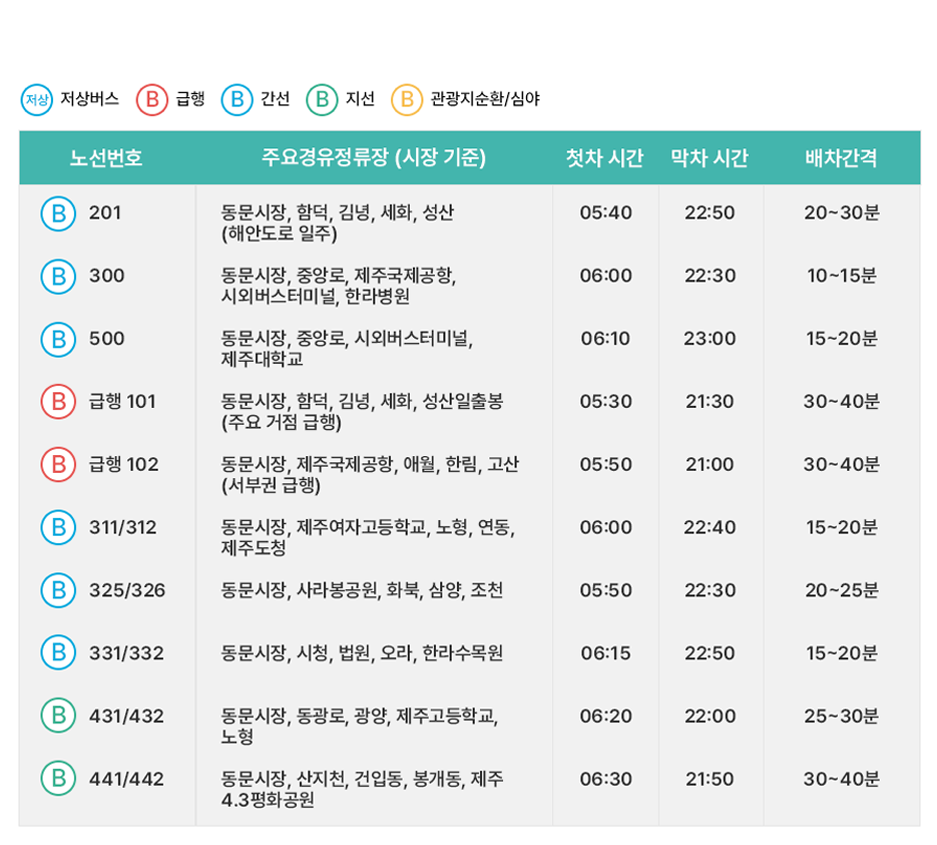 저상 저상버스 B 급행 B 간선 B 지선 B 관광지순환/심야
노선번호 주요경유정류장 (시장 기준) 첫차 시간 막차 시간 배차간격
B 201 동문시장, 함덕, 김녕, 세화, 성산 05:40 22:50 20~30분
(해안도로 일주)
B 300 동문시장, 중앙로, 제주국제공항, 06:00 22:30 10~15분
시외버스터미널, 한라병원
B 500 동문시장, 중앙로, 시외버스터미널, 06:10 23:00 15~20분
제주대학교
B 급행 101 동문시장, 함덕, 김녕, 세화, 성산일출봉 05:30 21:30 30~40분
(주요 거점 급행)
B 급행 102 동문시장, 제주국제공항, 애월, 한림, 고산 05:50 21:00 30~40분
(서부권 급행)
B 311/312 동문시장, 제주여자고등학교, 노형, 연동, 06:00 22:40 15~20분
제주도청
B 325/326 동문시장, 사라봉공원, 화북, 삼양, 조천 05:50 22:30 20~25분
B 331/332 동문시장, 시청, 법원, 오라, 한라수목원 06:15 22:50 15~20분
B 431/432 동문시장, 동광로, 광양, 제주고등학교, 06:20 22:00 25~30분
노형
B 441/442 동문시장, 산지천, 건입동, 봉개동, 제주 06:30 21:50 30~40분
4.3평화공원